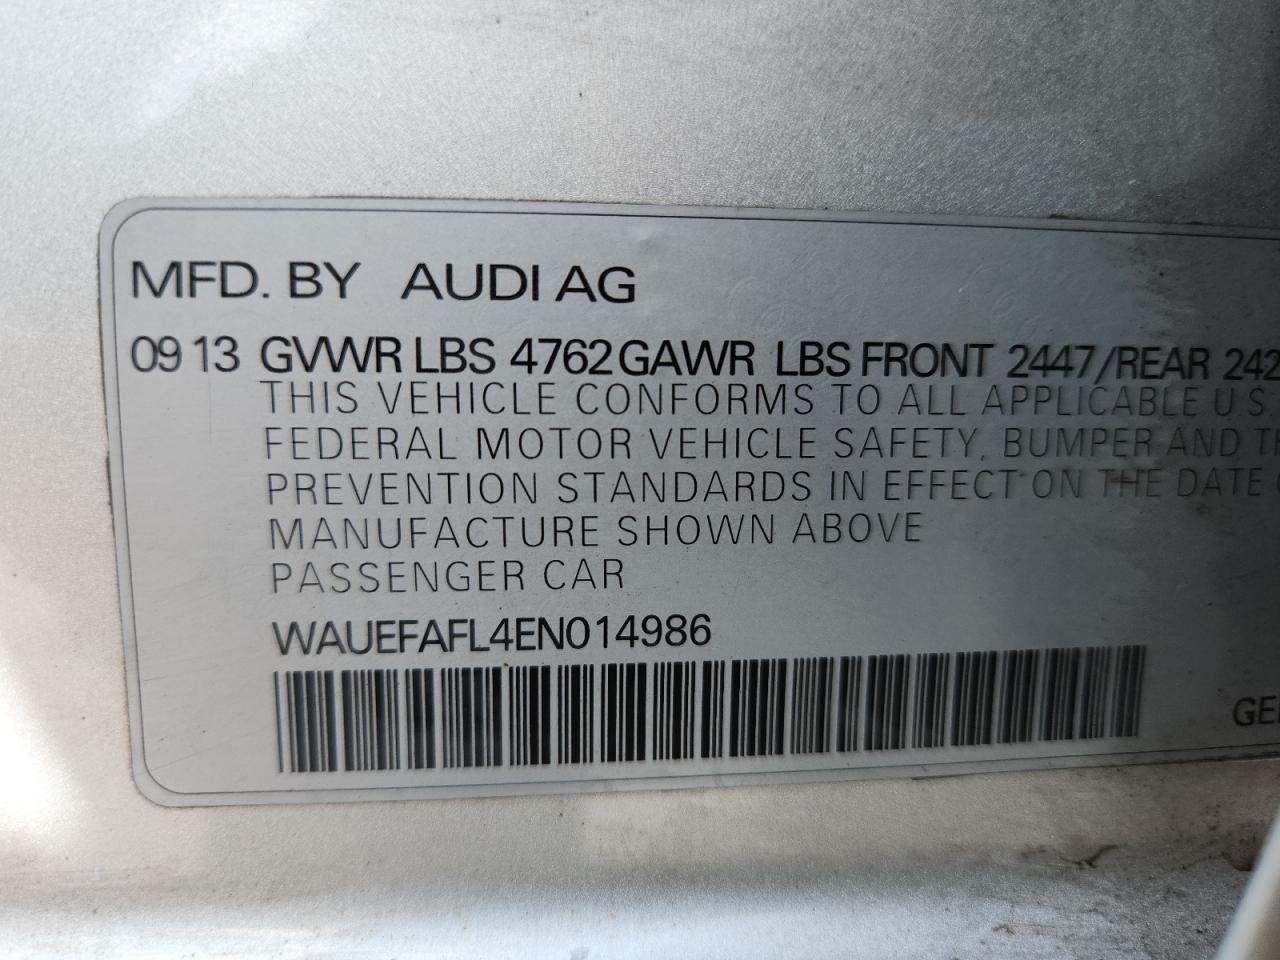 MFD. BY AUDI AG
09 13 GVWR LBS 4762 GAWR LBS FRONT 2447/REAR 242
THIS VEHICLE CONFORMS TO ALL APPLICABLE U.S.
FEDERAL MOTOR VEHICLE SAFETY, BUMPER AND
PREVENTION STANDARDS IN EFFECT ON THE DATE
MANUFACTURE SHOWN ABOVE
PASSENGER CAR
WAUEFAFL4EN014986